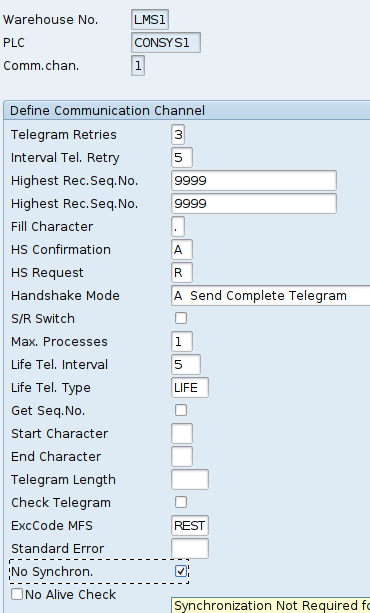 Warehouse No. LMS1
PLC CONSYS1
Comm.chan. 1
Define Communication Channel
Telegram Retries 3
Interval Tel. Retry 5
Highest Rec.Seq.No. 9999
Highest Rec.Seq.No. 9999
Fill Character .
HS Confirmation A
HS Request R
Handshake Mode A Send Complete Telegram
S/R Switch
Max. Processes 1
Life Tel. Interval 5
Life Tel. Type LIFE
Get Seq.No.
Start Character
End Character
Telegram Length
Check Telegram
ExcCode MFS REST
Standard Error
No Synchron.
No Alive Check
Synchronization Not Required fo